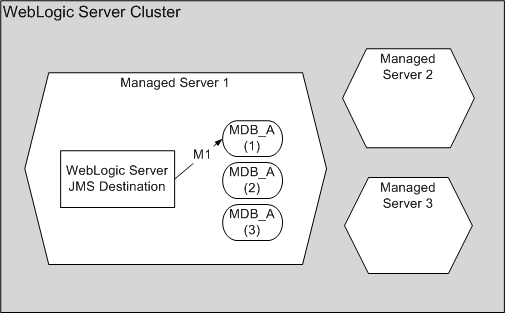 WebLogic Server Cluster
Managed Server 1
Managed
Server 2
MDB_A
(1)
M1
WebLogic Server
JMS Destination
MDB_A
(2)
MDB_A
(3)
Managed
Server 3